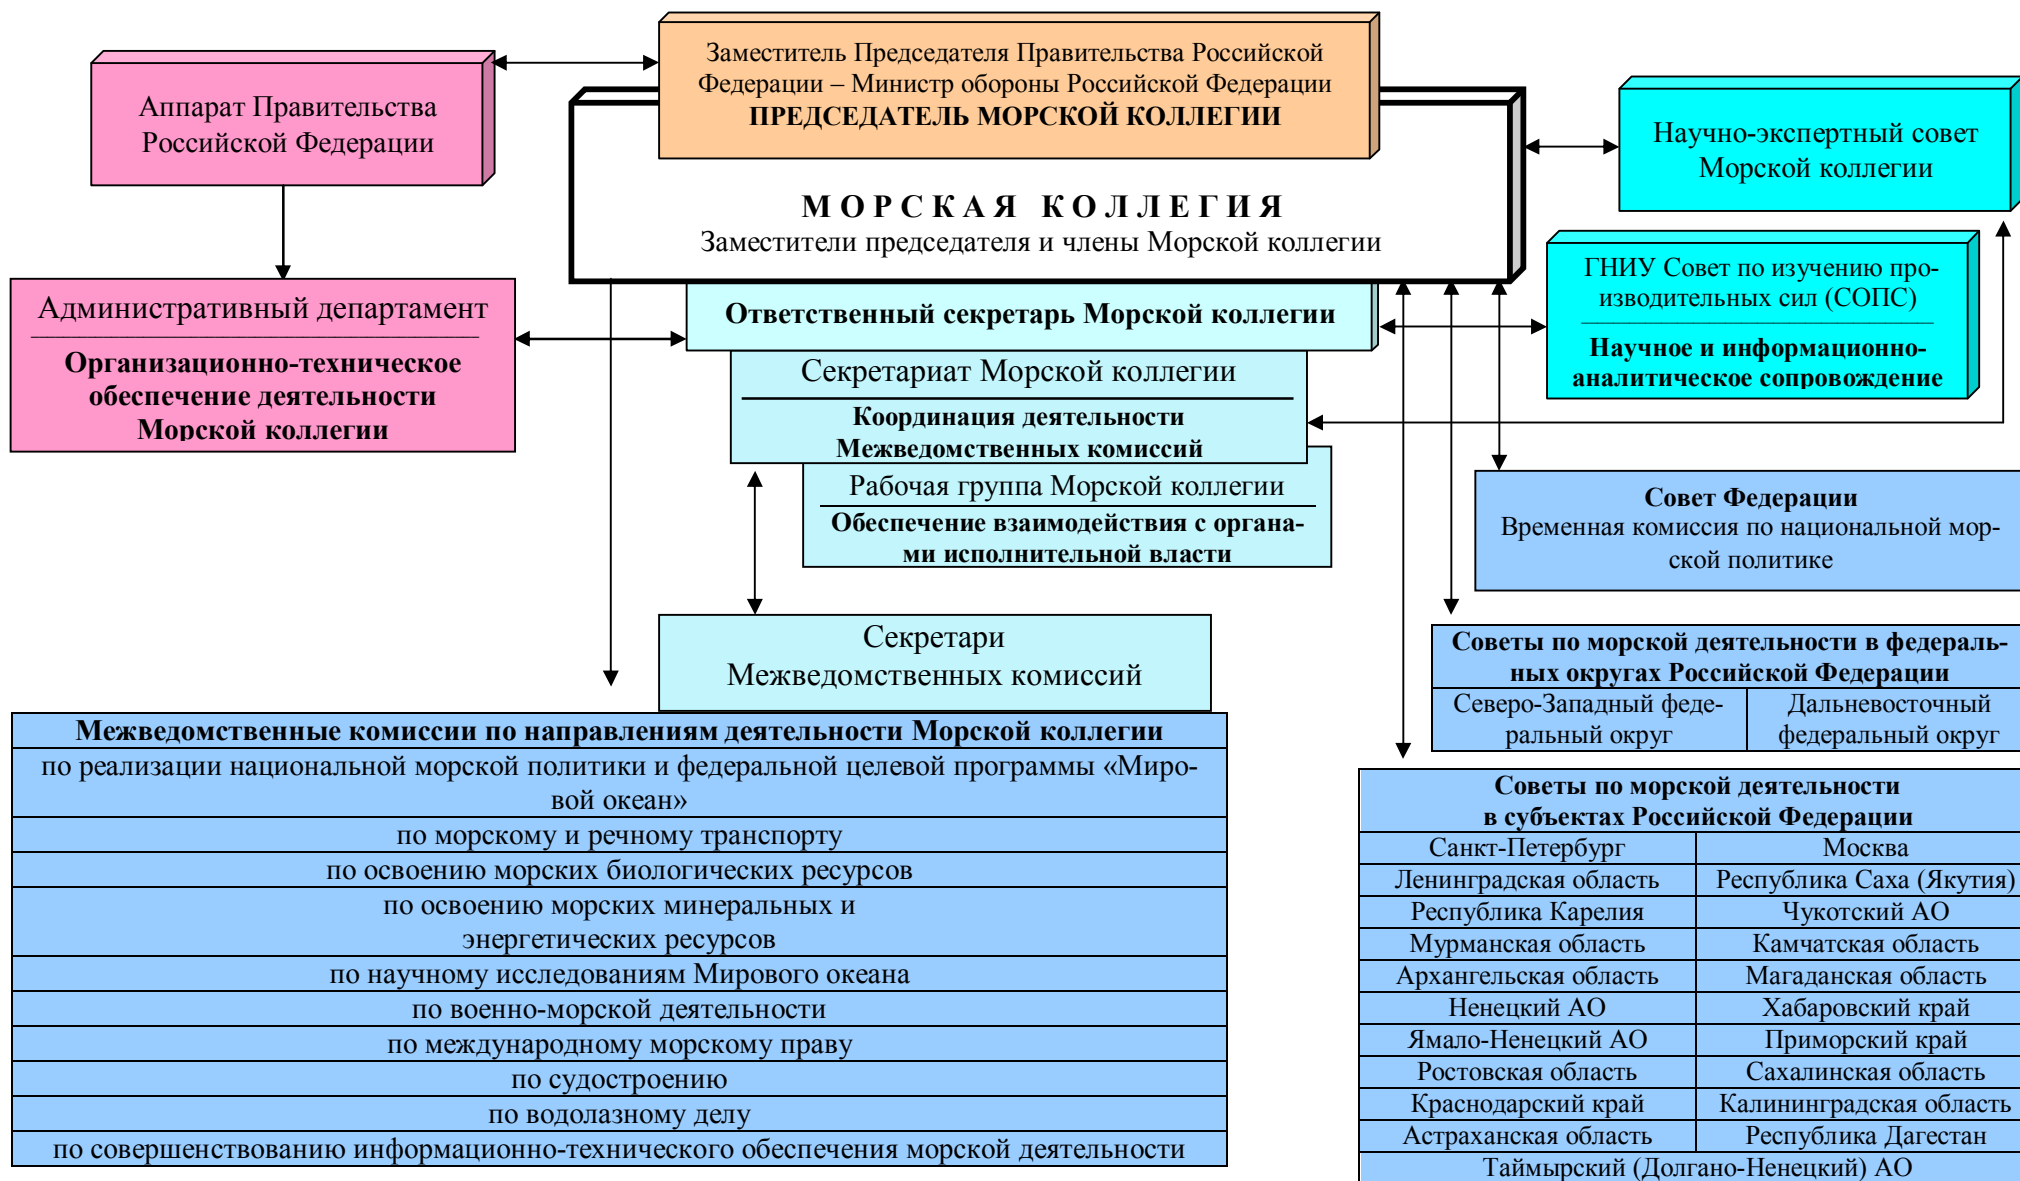 Заместитель Председателя Правительства Российской
Федерации – Министр обороны Российской Федерации
ПРЕДСЕДАТЕЛЬ МОРСКОЙ КОЛЛЕГИИ
Аппарат Правительства
Российской Федерации
Научно-экспертный совет
Морской коллегии
МОРСКАЯ КОЛЛЕГИЯ
Заместители председателя и члены Морской коллегии
ГНИУ Совет по изучению про-
изводительных сил (СОПС)
Научное и информационно-
аналитическое сопровождение
Административный департамент
Организационно-техническое
обеспечение деятельности
Морской коллегии
Ответственный секретарь Морской коллегии
Секретариат Морской коллегии
Координация деятельности
Межведомственных комиссий
Рабочая группа Морской коллегии
Обеспечение взаимодействия с органа-
ми исполнительной власти
Совет Федерации
Временная комиссия по национальной мор-
ской политике
Секретари
Межведомственных комиссий
Советы по морской деятельности в федераль-
ных округах Российской Федерации
Северо-Западный феде-
ральный округ
Дальневосточный
федеральный округ
Межведомственные комиссии по направлениям деятельности Морской коллегии
по реализации национальной морской политики и федеральной целевой программы «Миро-
вой океан»
по морскому и речному транспорту
по освоению морских биологических ресурсов
по освоению морских минеральных и
энергетических ресурсов
по научному исследованиям Мирового океана
по военно-морской деятельности
по международному морскому праву
по судостроению
по водолазному делу
по совершенствованию информационно-технического обеспечения морской деятельности
Советы по морской деятельности
в субъектах Российской Федерации
Санкт-Петербург Москва
Ленинградская область Республика Саха (Якутия)
Республика Карелия Чукотский АО
Мурманская область Камчатская область
Архангельская область Магаданская область
Ненецкий АО Хабаровский край
Ямало-Ненецкий АО Приморский край
Ростовская область Сахалинская область
Краснодарский край Калининградская область
Астраханская область Республика Дагестан
Таймырский (Долгано-Ненецкий) АО